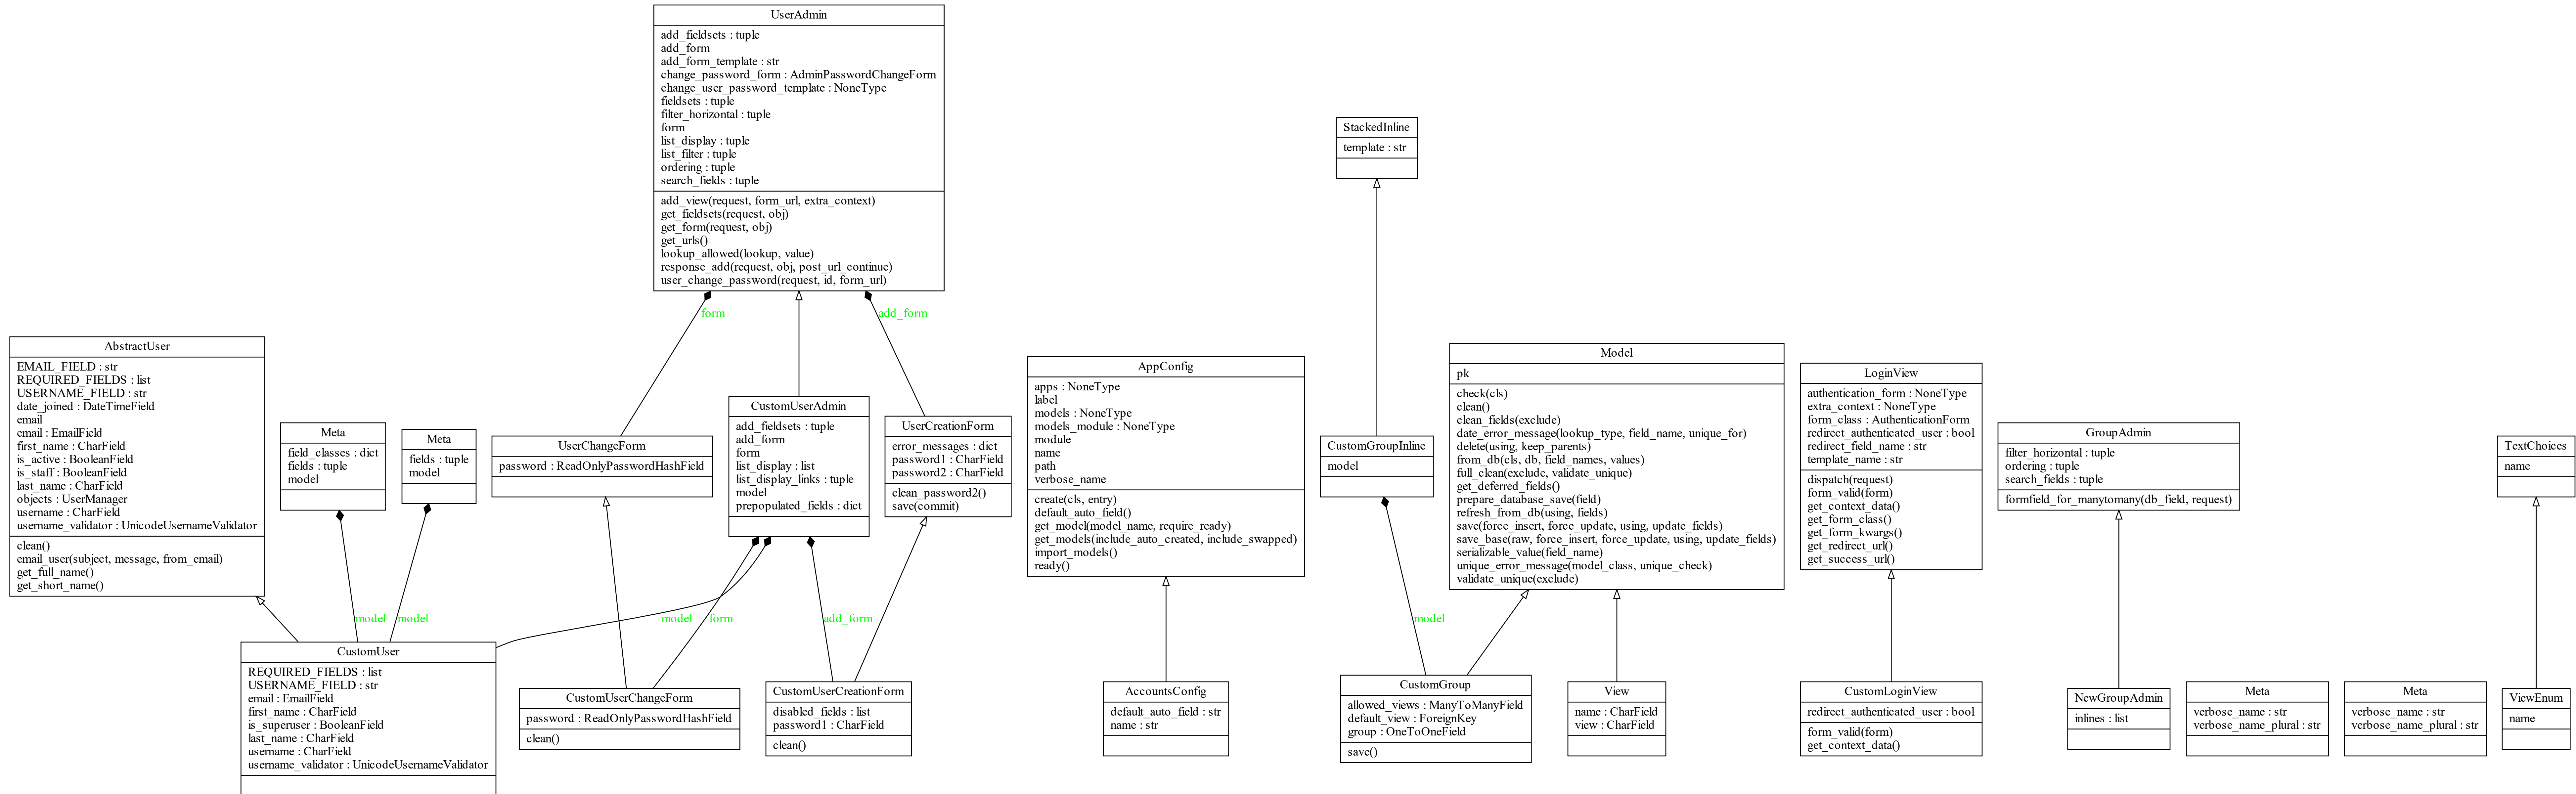 UserAdmin
add_fieldsets : tuple
add_form
add_form_template : str
change_password_form : AdminPasswordChangeForm
change_user_password_template : NoneType
fieldsets : tuple
filter_horizontal : tuple
form
list_display : tuple
list_filter : tuple
ordering : tuple
search_fields : tuple
add_view(request, form_url, extra_context)
get_fieldsets(request, obj)
get_form(request, obj)
get_urls()
lookup_allowed(lookup, value)
response_add(request, obj, post_url_continue)
user_change_password(request, id, form_url)
form
add_form
StackedInline
template : str
AbstractUser
EMAIL_FIELD : str
REQUIRED_FIELDS : list
USERNAME_FIELD : str
date_joined : DateTimeField
email
email : EmailField
first_name : CharField
is_active : BooleanField
is_staff : BooleanField
last_name : CharField
objects : UserManager
username : CharField
username_validator : UnicodeUsernameValidator
clean()
email_user(subject, message, from_email)
get_full_name()
get_short_name()
Meta
field_classes : dict
fields : tuple
model
Meta
fields : tuple
model
UserChangeForm
password : ReadOnlyPasswordHashField
CustomUserAdmin
add_fieldsets : tuple
add_form
form
list_display : list
list_display_links : tuple
model
prepopulated_fields : dict
UserCreationForm
error_messages : dict
password1 : CharField
password2 : CharField
clean_password2()
save(commit)
AppConfig
apps : NoneType
label
models : NoneType
models_module : NoneType
module
name
path
verbose_name
create(cls, entry)
default_auto_field()
get_model(model_name, require_ready)
get_models(include_auto_created, include_swapped)
import_models()
ready()
CustomGroupInline
model
Model
pk
check(cls)
clean()
clean_fields(exclude)
date_error_message(lookup_type, field_name, unique_for)
delete(using, keep_parents)
from_db(cls, db, field_names, values)
full_clean(exclude, validate_unique)
get_deferred_fields()
prepare_database_save(field)
refresh_from_db(using, fields)
save(force_insert, force_update, using, update_fields)
save_base(raw, force_insert, force_update, using, update_fields)
serializable_value(field_name)
unique_error_message(model_class, unique_check)
validate_unique(exclude)
LoginView
authentication_form : NoneType
extra_context : NoneType
form_class : AuthenticationForm
redirect_authenticated_user : bool
redirect_field_name : str
template_name : str
dispatch(request)
form_valid(form)
get_context_data()
get_form_class()
get_form_kwargs()
get_redirect_url()
get_success_url()
GroupAdmin
filter_horizontal : tuple
ordering : tuple
search_fields : tuple
formfield_for_manytomany(db_field, request)
TextChoices
name
model
model
model
form
add_form
model
CustomUser
REQUIRED_FIELDS : list
USERNAME_FIELD : str
email : EmailField
first_name : CharField
is_superuser : BooleanField
last_name : CharField
username : CharField
username_validator : UnicodeUsernameValidator
CustomUserChangeForm
password : ReadOnlyPasswordHashField
clean()
CustomUserCreationForm
disabled_fields : list
password1 : CharField
clean()
AccountsConfig
default_auto_field : str
name : str
CustomGroup
allowed_views : ManyToManyField
default_view : ForeignKey
group : OneToOneField
save()
View
name : CharField
view : CharField
CustomLoginView
redirect_authenticated_user : bool
form_valid(form)
get_context_data()
NewGroupAdmin
inlines : list
Meta
verbose_name : str
verbose_name_plural : str
Meta
verbose_name : str
verbose_name_plural : str
ViewEnum
name